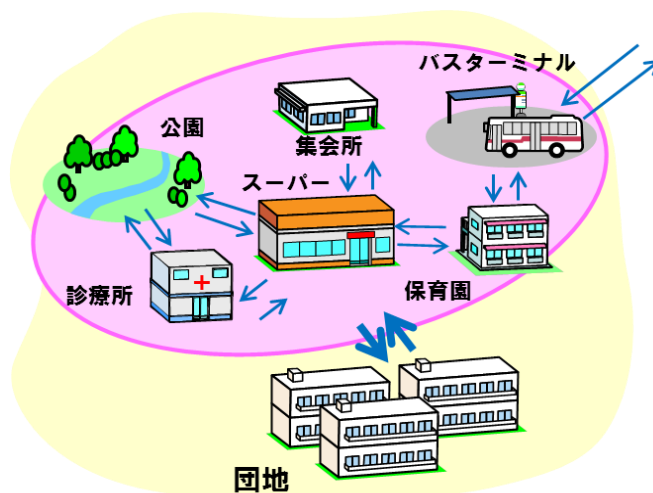 バスターミナル
公園
集会所
スーパー
診療所
保育園
団地